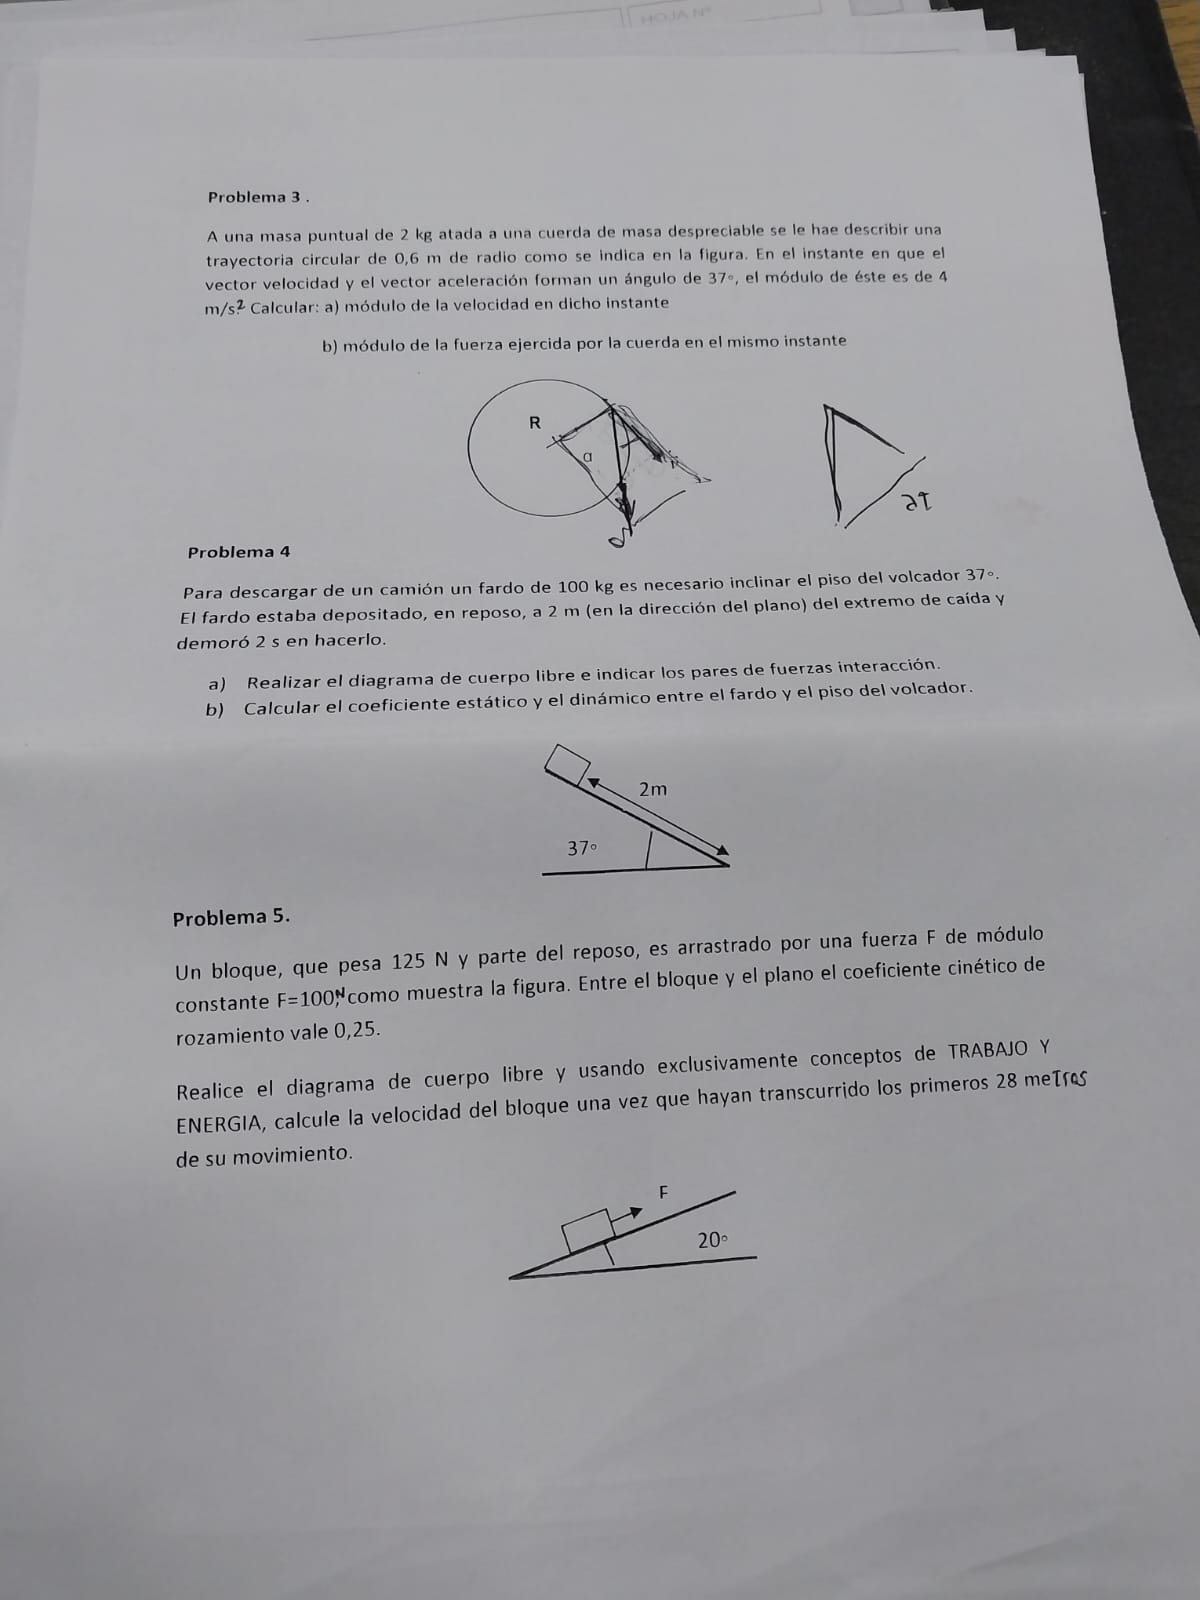 HOJA Nº
Problema 3 .
A una masa puntual de 2 kg atada a una cuerda de masa despreciable se le hae describir una
trayectoria circular de 0,6 m de radio como se indica en la figura. En el instante en que el
vector velocidad y el vector aceleración forman un ángulo de 37°, el módulo de éste es de 4
m/s². Calcular: a) módulo de la velocidad en dicho instante
b) módulo de la fuerza ejercida por la cuerda en el mismo instante
R
a
Problema 4
Para descargar de un camión un fardo de 100 kg es necesario inclinar el piso del volcador 37°.
El fardo estaba depositado, en reposo, a 2 m (en la dirección del plano) del extremo de caída y
demoró 2 s en hacerlo.
a) Realizar el diagrama de cuerpo libre e indicar los pares de fuerzas interacción.
b) Calcular el coeficiente estático y el dinámico entre el fardo y el piso del volcador.
2m
37°
Problema 5.
Un bloque, que pesa 125 N y parte del reposo, es arrastrado por una fuerza F de módulo
constante F=100N, como muestra la figura. Entre el bloque y el plano el coeficiente cinético de
rozamiento vale 0,25.
Realice el diagrama de cuerpo libre y usando exclusivamente conceptos de TRABAJO Y
ENERGIA, calcule la velocidad del bloque una vez que hayan transcurrido los primeros 28 meTros
de su movimiento.
F
20°